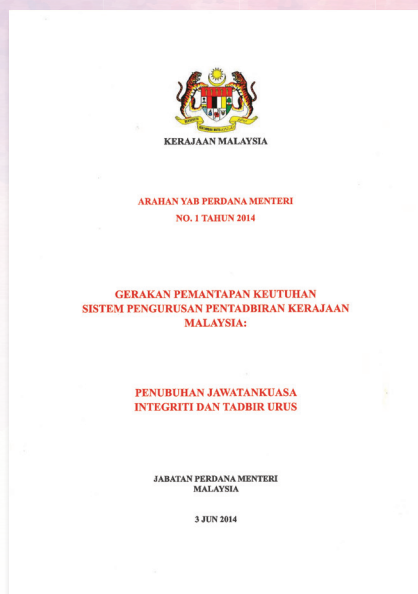 KERAJAAN MALAYSIA
ARAHAN YAB PERDANA MENTERI
NO. 1 TAHUN 2014
GERAKAN PEMANTAPAN KEUTUHAN
SISTEM PENGURUSAN PENTADBIRAN KERAJAAN
MALAYSIA:
PENUBUHAN JAWATANKUASA
INTEGRITI DAN TADBIR URUS
JABATAN PERDANA MENTERI
MALAYSIA
3 JUN 2014